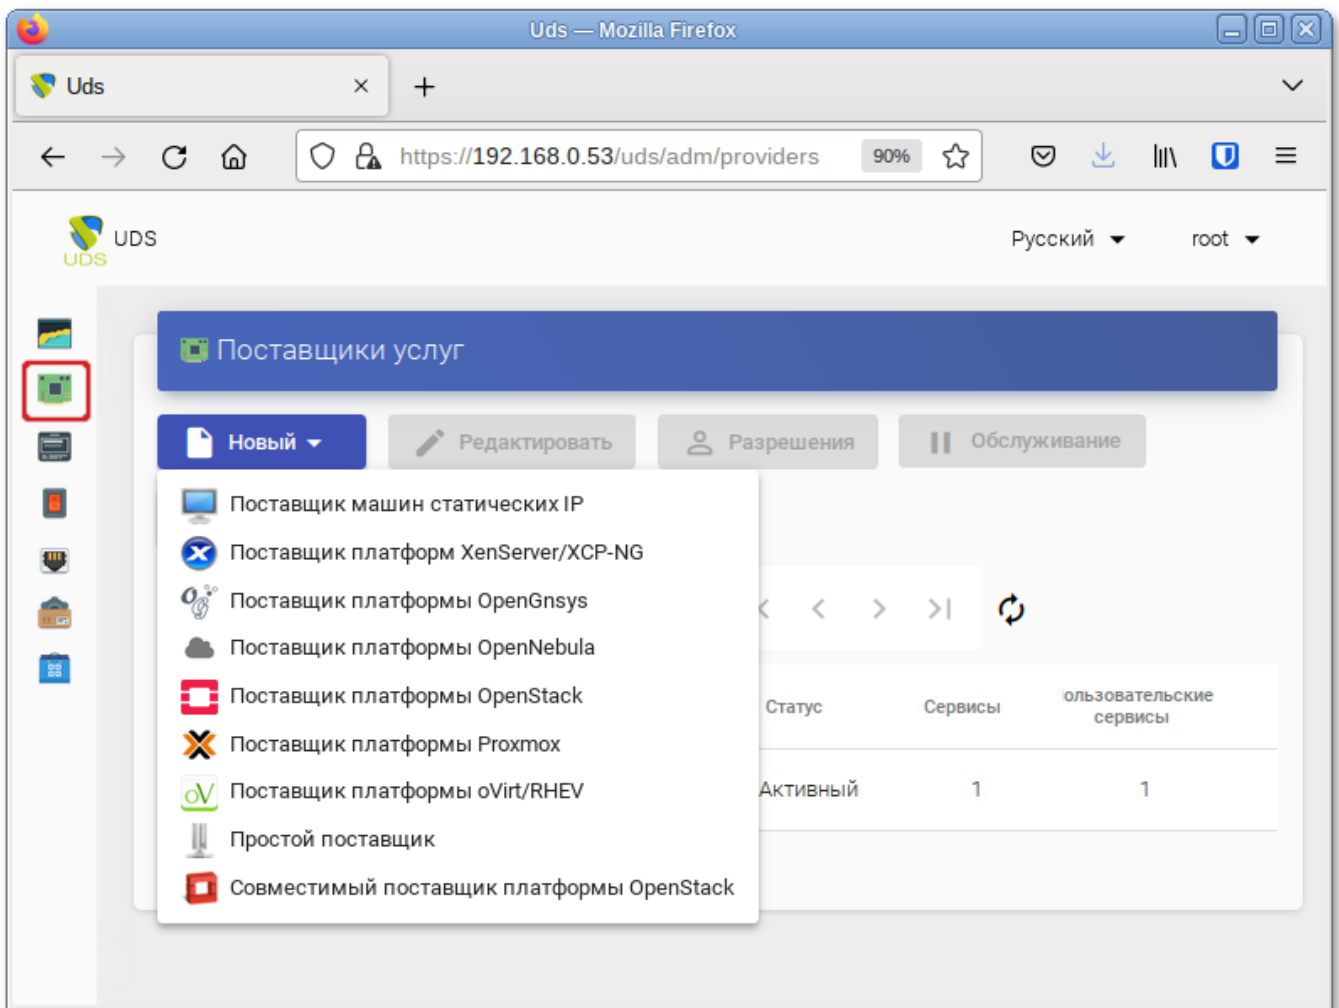 Uds — Mozilla Firefox
Uds
https://192.168.0.53/uds/adm/providers 90%
UDS
UDS
Русский
root
Поставщики услуг
Новый
Редактировать
Разрешения
Обслуживание
Поставщик машин статических IP
Поставщик платформ XenServer/XCP-NG
Поставщик платформы OpenGnsys
Поставщик платформы OpenNebula
Поставщик платформы OpenStack
Поставщик платформы Proxmox
Поставщик платформы oVirt/RHEV
Простой поставщик
Совместимый поставщик платформы OpenStack
Статус
Сервисы
ользовательские
сервисы
Активный
1
1